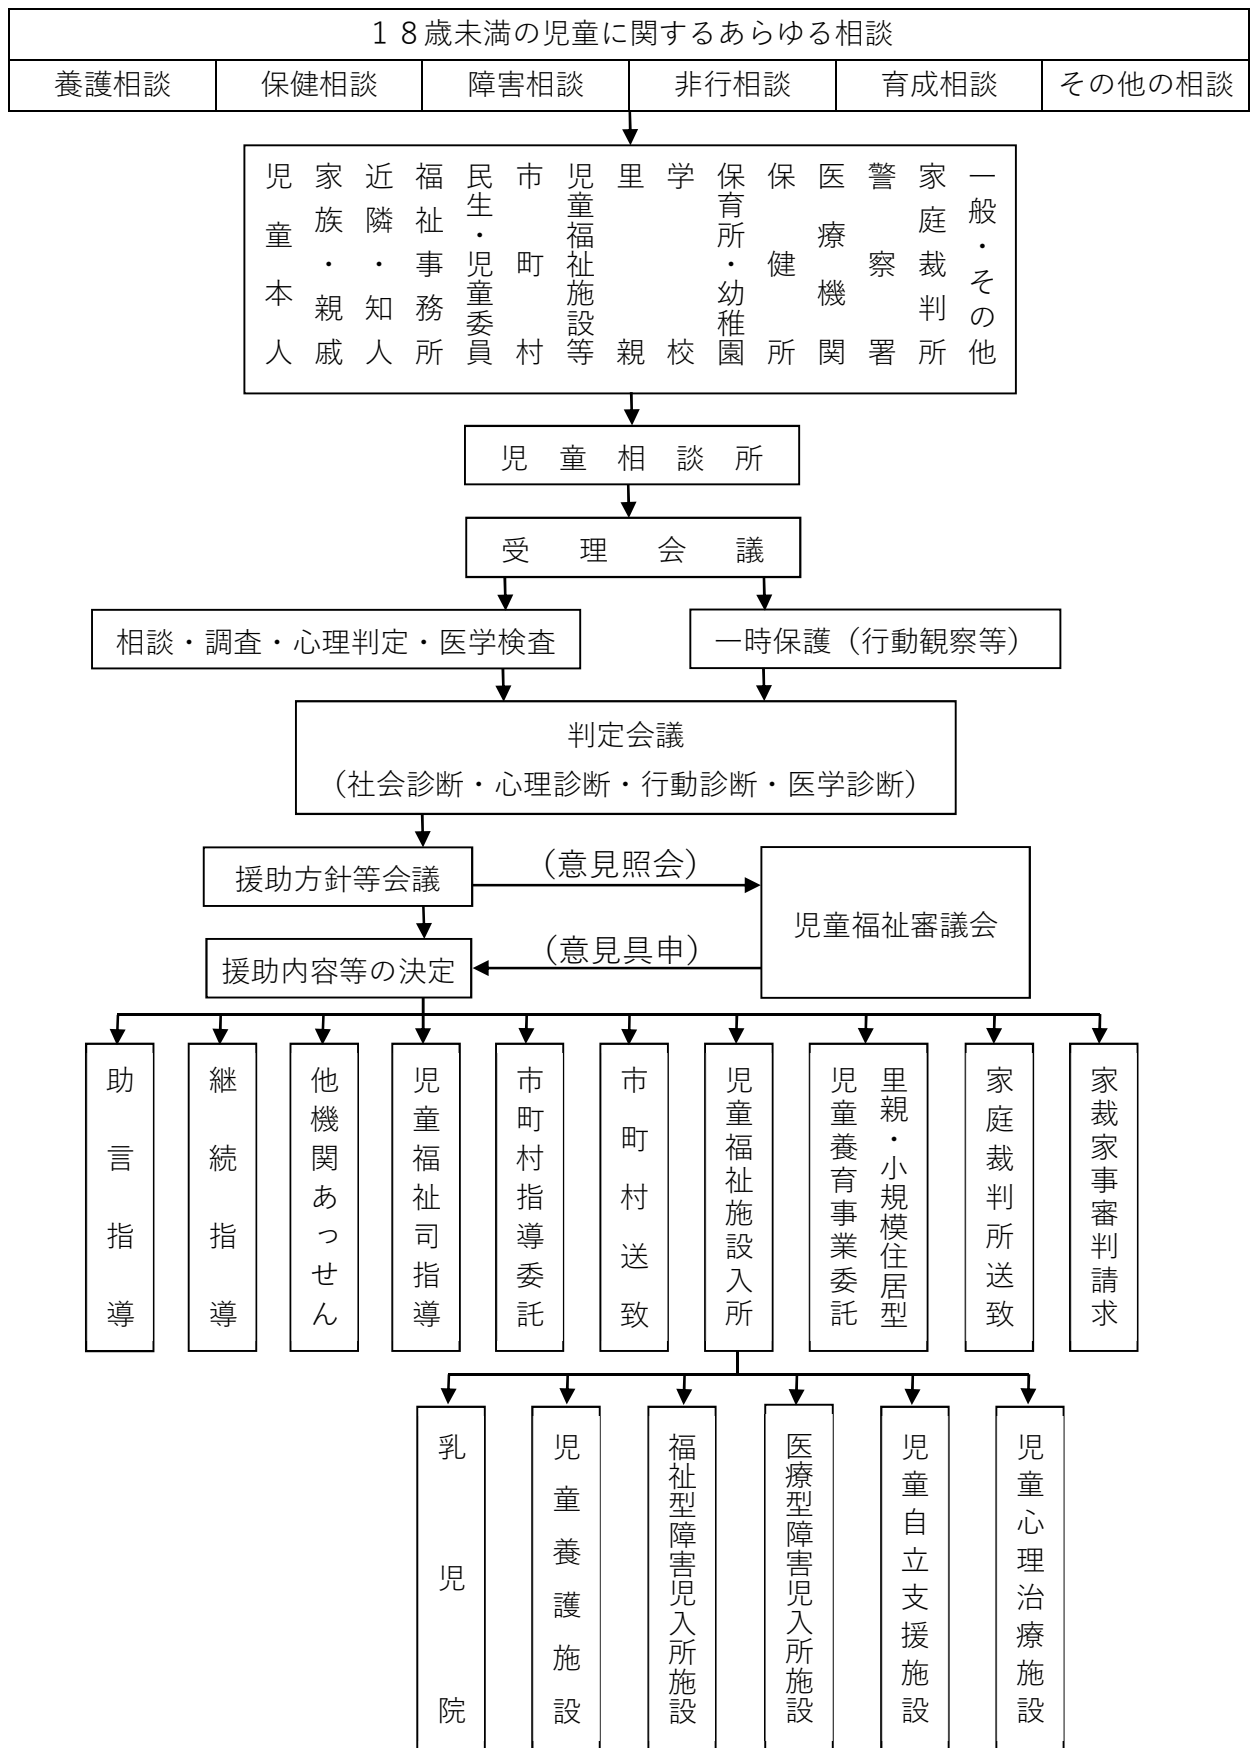 １８歳未満の児童に関するあらゆる相談
養護相談
保健相談
障害相談
非行相談
育成相談
その他の相談
児童本人
家族・親戚
近隣・知人
福祉事務所
民生・児童委員
市町村
児童福祉施設等
里親
学校
保育所・幼稚園
保健所
医療機関
警察署
家庭裁判所
一般・その他
児童相談所
受理会議
相談・調査・心理判定・医学検査
一時保護（行動観察等）
判定会議
（社会診断・心理診断・行動診断・医学診断）
援助方針等会議
（意見照会）
児童福祉審議会
援助内容等の決定
（意見具申）
助言指導
継続指導
他機関あっせん
児童福祉司指導
市町村指導委託
市町村送致
児童福祉施設入所
里親・小規模住居型
児童養育事業委託
家庭裁判所送致
家裁家事審判請求
乳児院
児童養護施設
福祉型障害児入所施設
医療型障害児入所施設
児童自立支援施設
児童心理治療施設